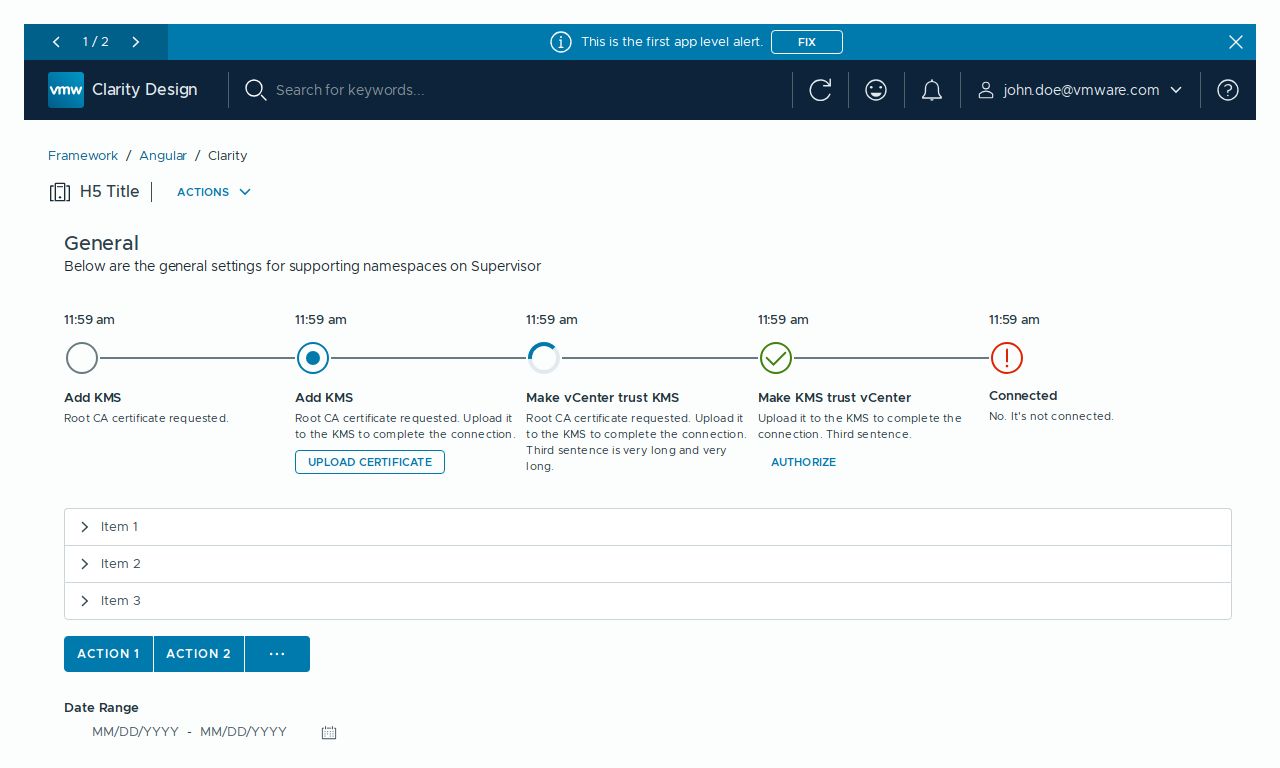 1 / 2
This is the first app level alert.
FIX
vmw
Clarity Design
Search for keywords...
john.doe@vmware.com
Framework / Angular / Clarity
H5 Title
ACTIONS
General
Below are the general settings for supporting namespaces on Supervisor
11:59 am
Add KMS
Root CA certificate requested.
11:59 am
Add KMS
Root CA certificate requested. Upload it
to the KMS to complete the connection.
UPLOAD CERTIFICATE
11:59 am
Make vCenter trust KMS
Root CA certificate requested. Upload it
to the KMS to complete the connection.
Third sentence is very long and very
long.
11:59 am
Make KMS trust vCenter
Upload it to the KMS to complete the
connection. Third sentence.
AUTHORIZE
11:59 am
Connected
No. It's not connected.
Item 1
Item 2
Item 3
ACTION 1
ACTION 2
Date Range
MM/DD/YYYY - MM/DD/YYYY